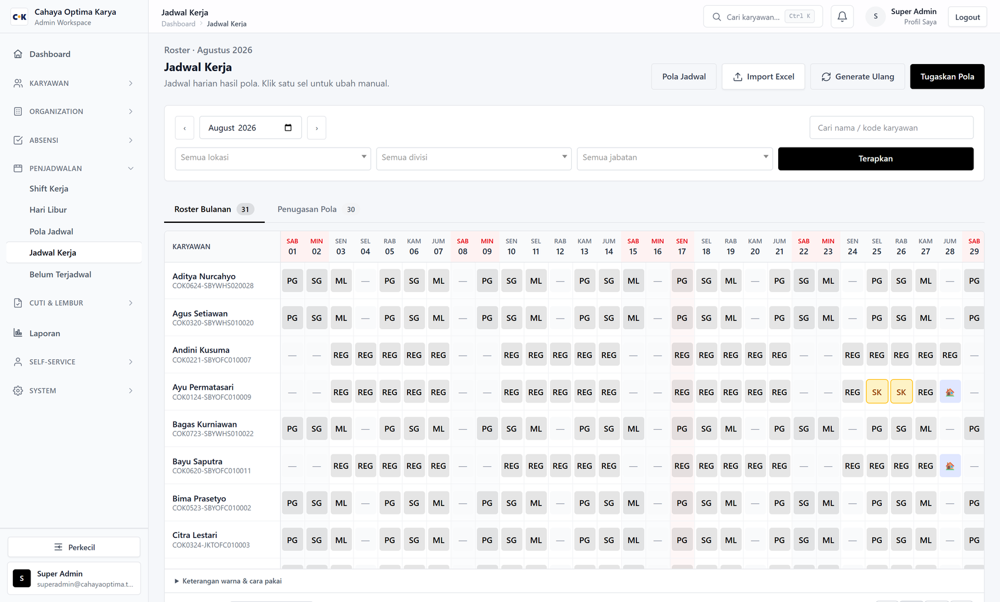 C·K
Cahaya Optima Karya
Admin Workspace
Dashboard
KARYAWAN
ORGANIZATION
ABSENSI
PENJADWALAN
Shift Kerja
Hari Libur
Pola Jadwal
Jadwal Kerja
Belum Terjadwal
CUTI & LEMBUR
Laporan
SELF-SERVICE
SYSTEM
Perkecil
S
Super Admin
superadmin@cahayaoptima.t...
Jadwal Kerja
Dashboard > Jadwal Kerja
Cari karyawan... Ctrl K
S
Super Admin
Profil Saya
Logout
Roster · Agustus 2026
Jadwal Kerja
Jadwal harian hasil pola. Klik satu sel untuk ubah manual.
Pola Jadwal
Import Excel
Generate Ulang
Tugaskan Pola
‹ August 2026 ›
Cari nama / kode karyawan
Semua lokasi
Semua divisi
Semua jabatan
Terapkan
Roster Bulanan 31
Penugasan Pola 30
KARYAWAN
SAB MIN SEN SEL RAB KAM JUM SAB MIN SEN SEL RAB KAM JUM SAB MIN SEN SEL RAB KAM JUM SAB MIN SEN SEL RAB KAM JUM SAB
01 02 03 04 05 06 07 08 09 10 11 12 13 14 15 16 17 18 19 20 21 22 23 24 25 26 27 28 29
Aditya Nurcahyo
COK0624-SBYWHS020028
PG SG ML — PG SG ML — PG SG ML — PG SG ML — PG SG ML — PG SG ML — PG SG ML — PG
Agus Setiawan
COK0320-SBYWHS010020
PG SG ML — PG SG ML — PG SG ML — PG SG ML — PG SG ML — PG SG ML — PG SG ML — PG
Andini Kusuma
COK0221-SBYOFC010007
— — REG REG REG REG REG — — REG REG REG REG REG — — REG REG REG REG REG — — REG REG REG REG REG —
Ayu Permatasari
COK0124-SBYOFC010009
— — REG REG REG REG REG — — REG REG REG REG REG — — REG REG REG REG REG — — REG SK SK REG 🏠 —
Bagas Kurniawan
COK0723-SBYWHS010022
PG SG ML — PG SG ML — PG SG ML — PG SG ML — PG SG ML — PG SG ML — PG SG ML — PG
Bayu Saputra
COK0620-SBYOFC010011
— — REG REG REG REG REG — — REG REG REG REG REG — — REG REG REG REG REG — — REG REG REG REG 🏠 —
Bima Prasetyo
COK0523-SBYOFC010002
PG SG ML — PG SG ML — PG SG ML — PG SG ML — PG SG ML — PG SG ML — PG SG ML — PG
Citra Lestari
COK0324-JKTOFC010003
PG SG ML — PG SG ML — PG SG ML — PG SG ML — PG SG ML — PG SG ML — PG SG ML — PG
▶ Keterangan warna & cara pakai